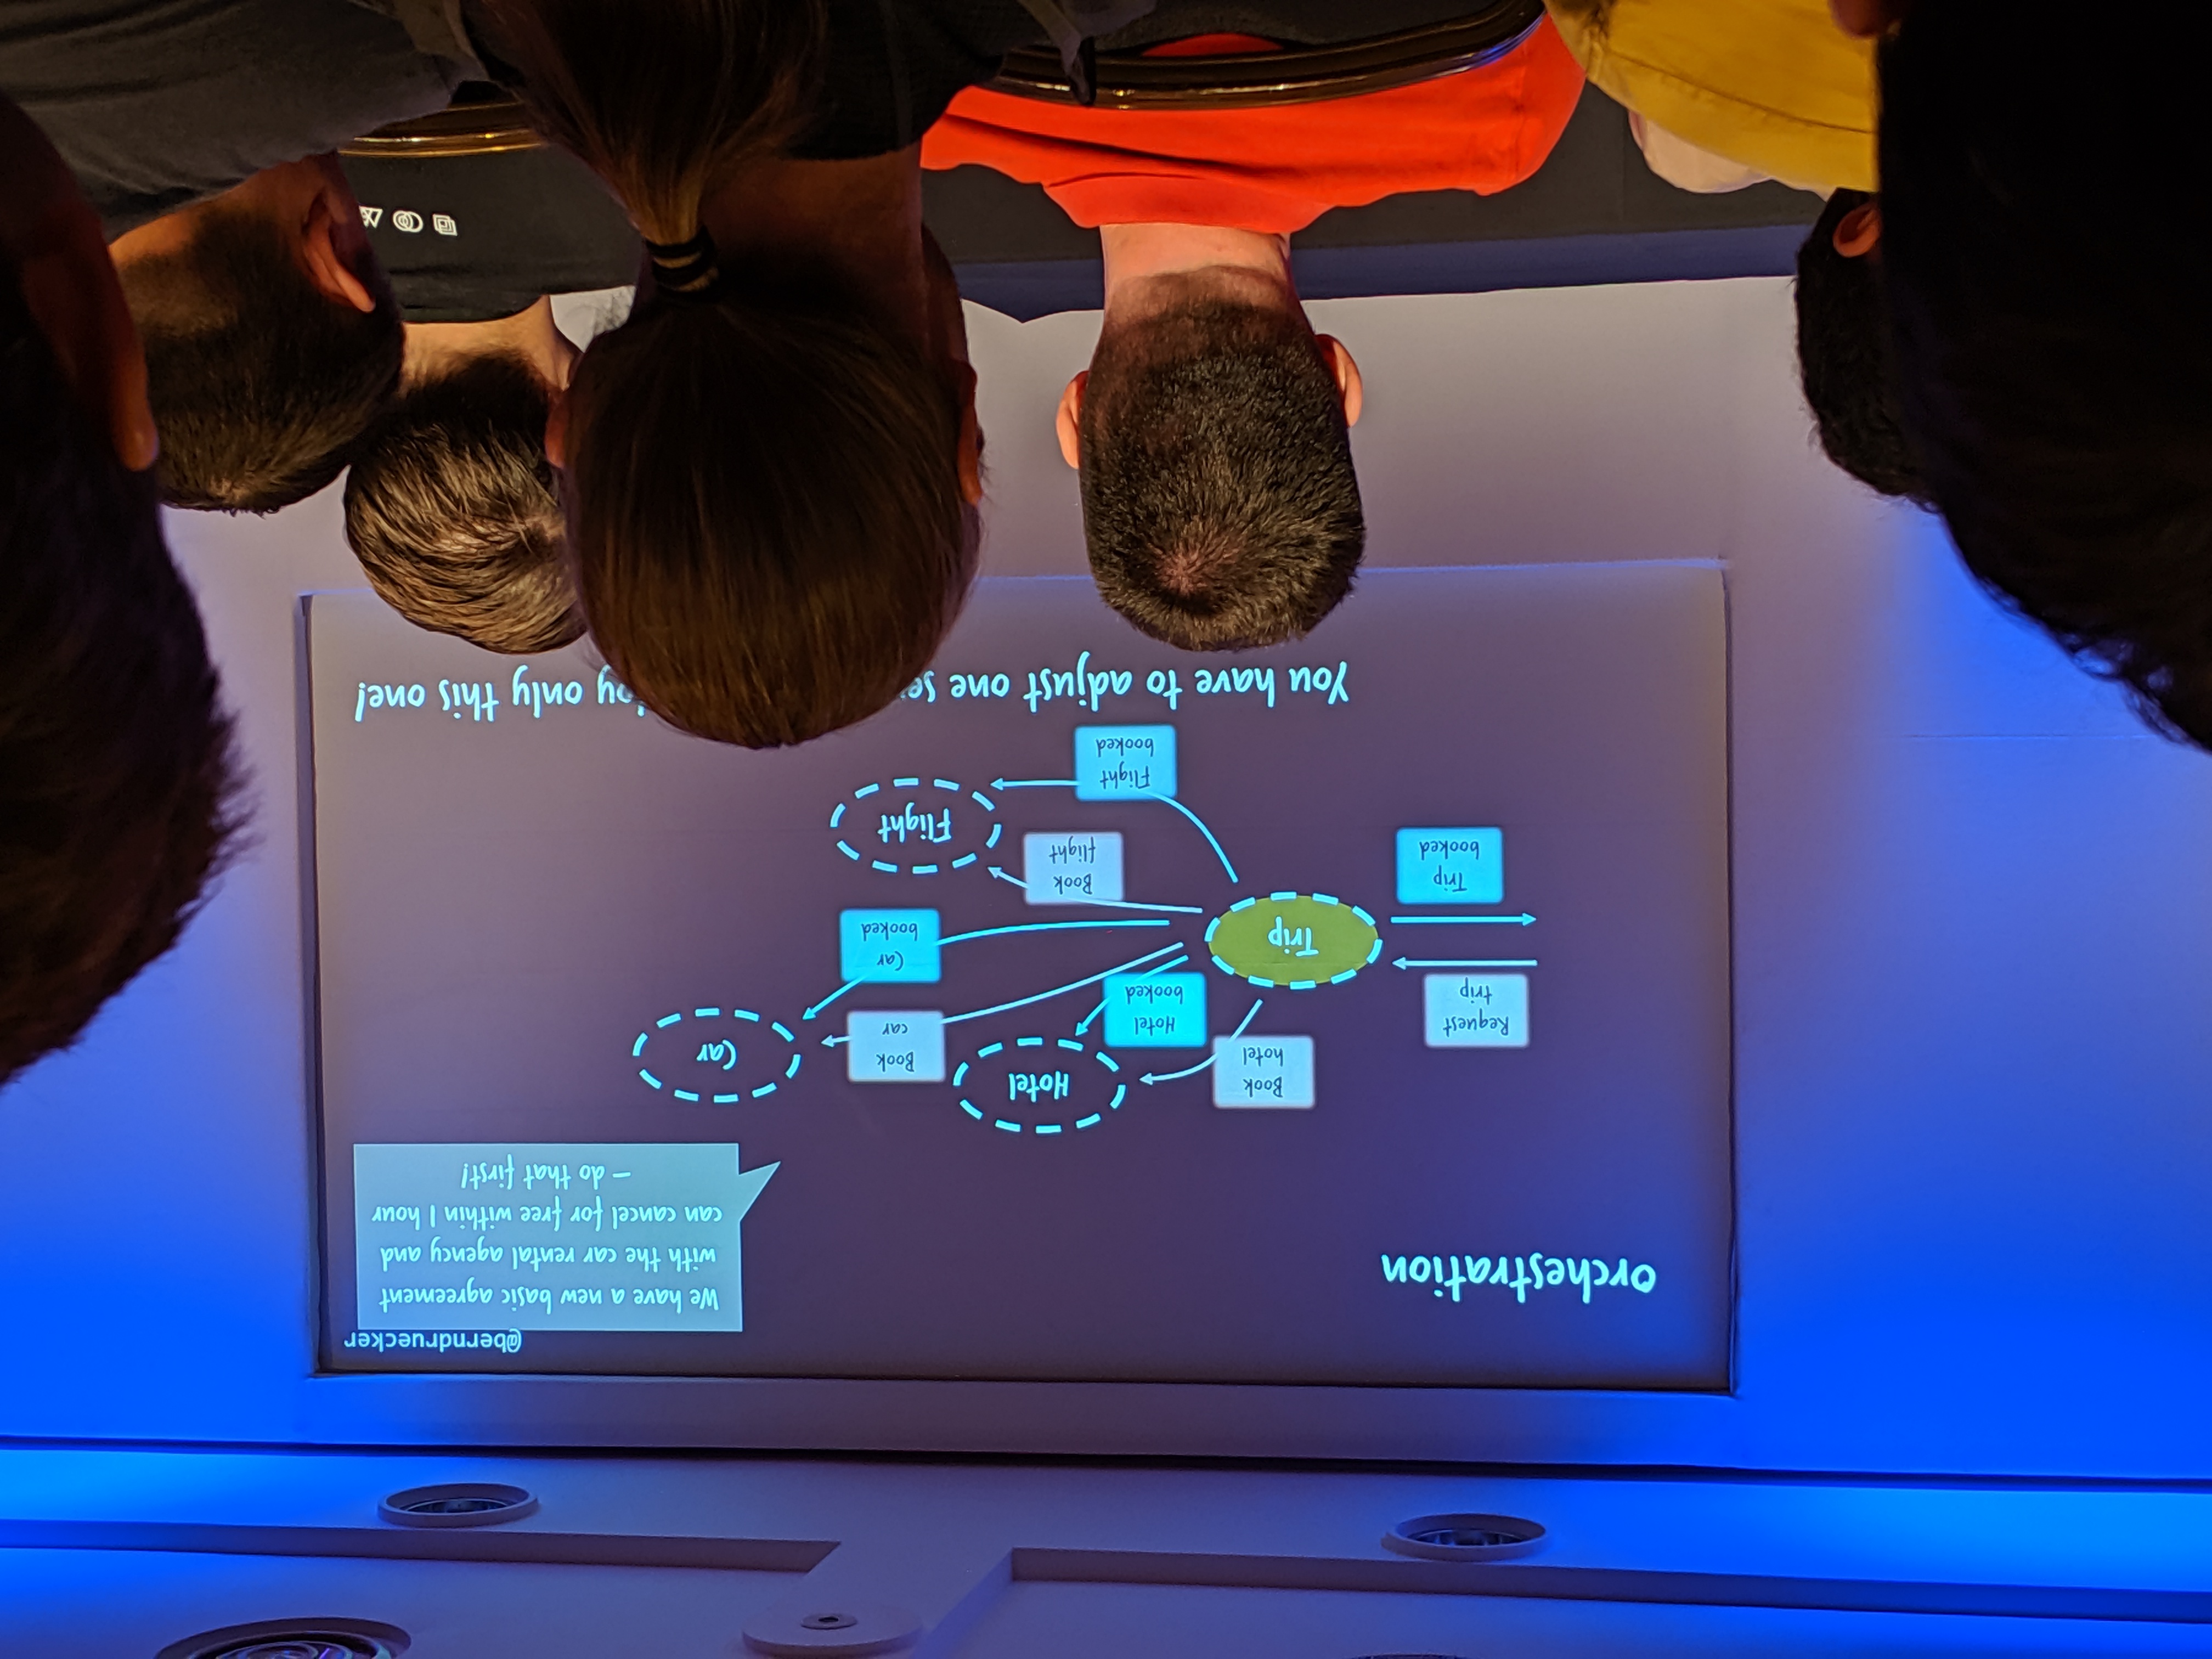 @berndruecker
Orchestration
We have a new basic agreement
with the car rental agency and
can cancel for free within 1 hour
– do that first!
Book
hotel
Hotel
Book
car
Car
Request
trip
Hotel
booked
Trip
Car
booked
Trip
booked
Book
flight
Flight
Flight
booked
You have to adjust one only this one!